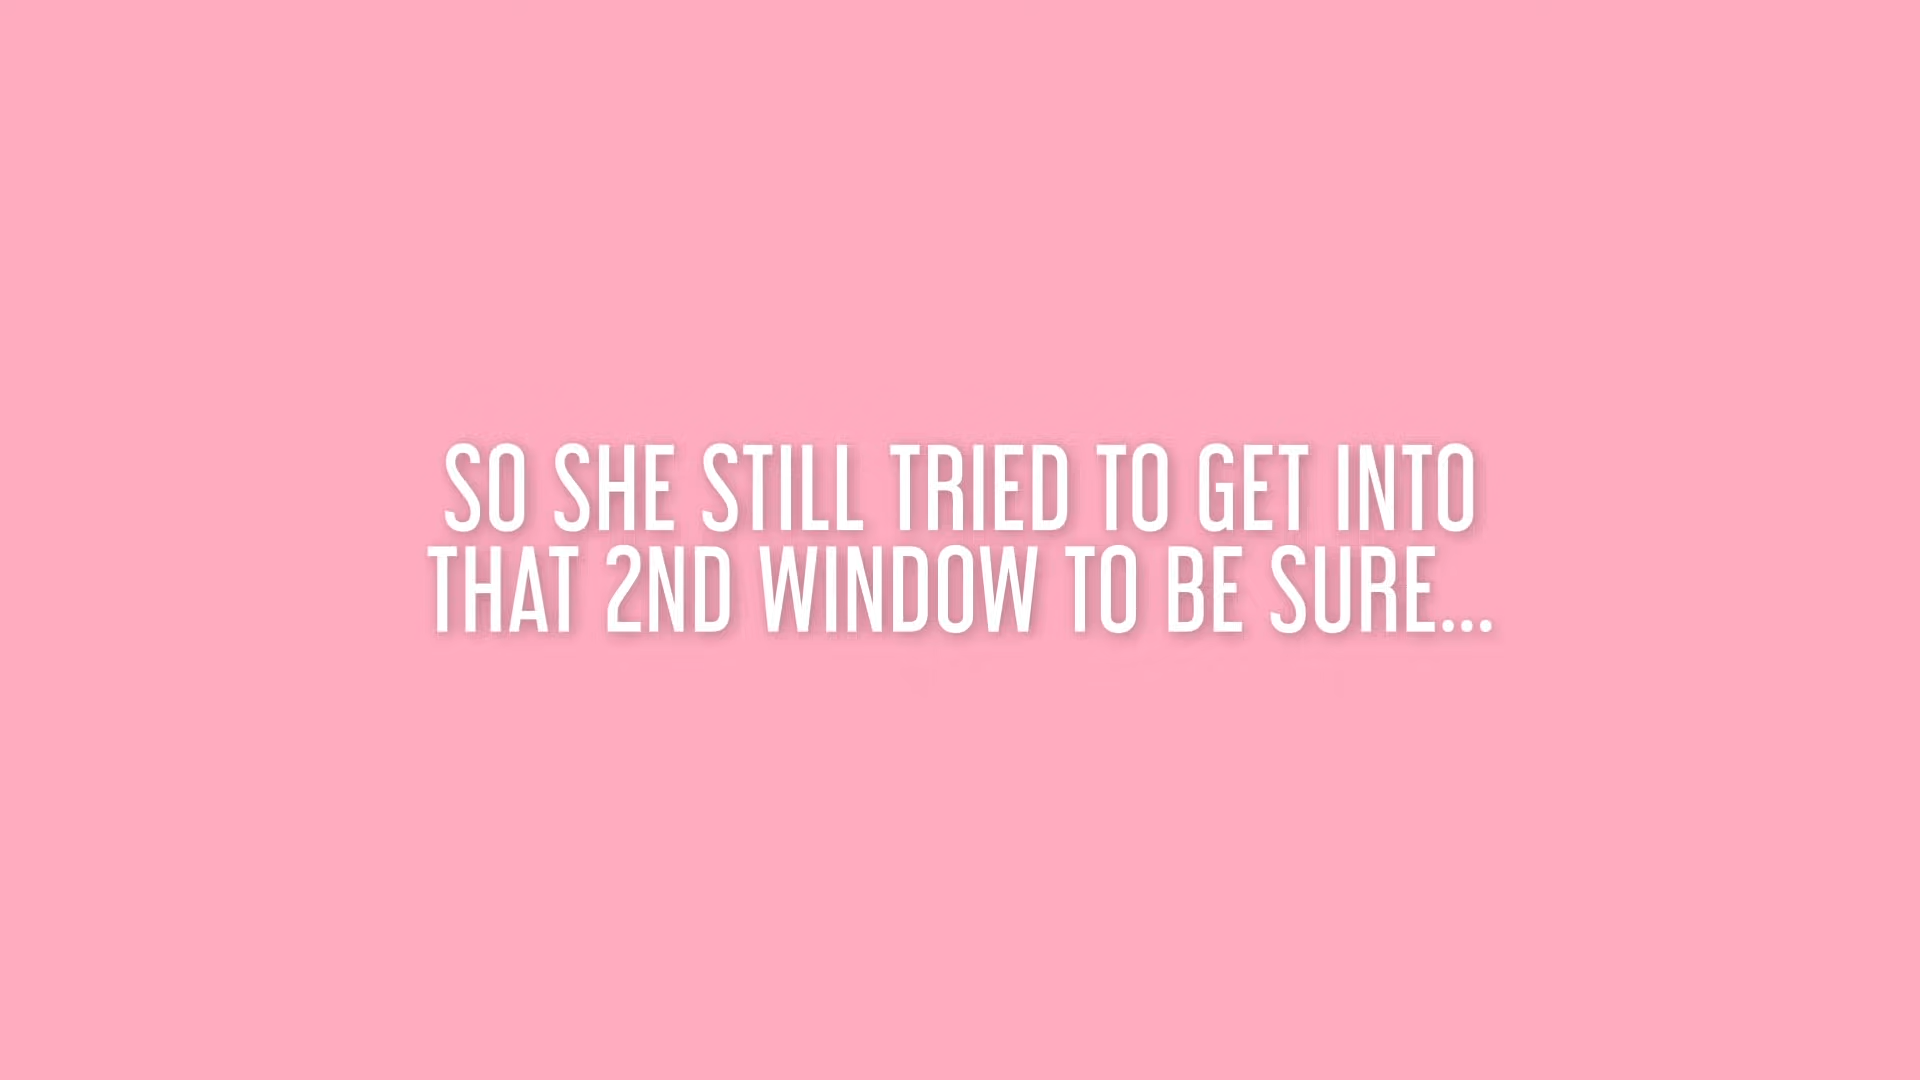 SO SHE STILL TRIED TO GET INTO
THAT 2ND WINDOW TO BE SURE...